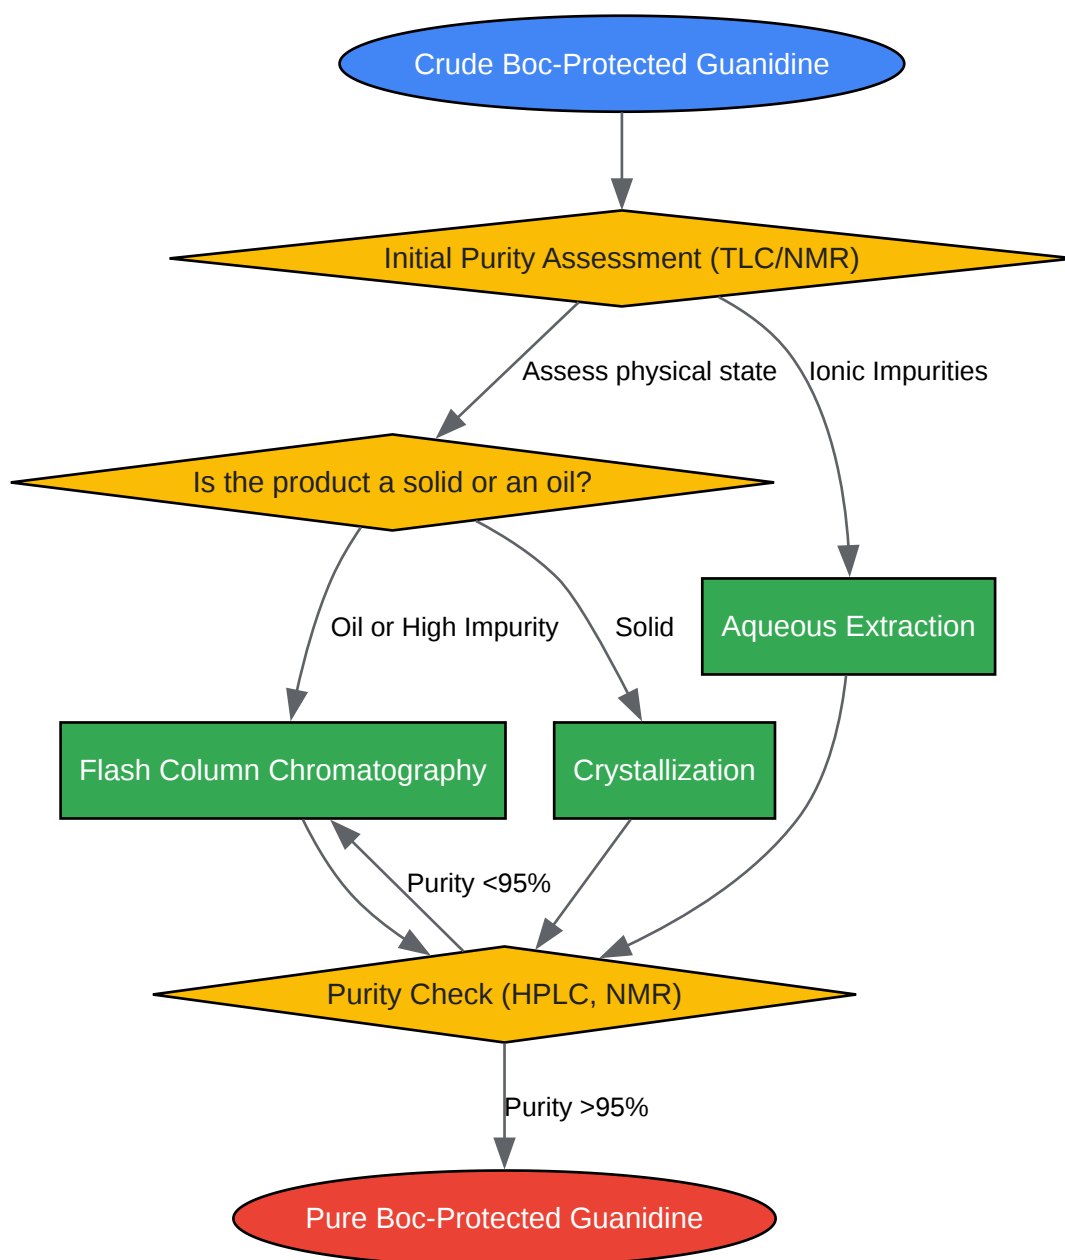 Crude Boc-Protected Guanidine
Initial Purity Assessment (TLC/NMR)
Assess physical state
Ionic Impurities
Is the product a solid or an oil?
Oil or High Impurity
Solid
Aqueous Extraction
Flash Column Chromatography
Crystallization
Purity <95%
Purity Check (HPLC, NMR)
Purity >95%
Pure Boc-Protected Guanidine